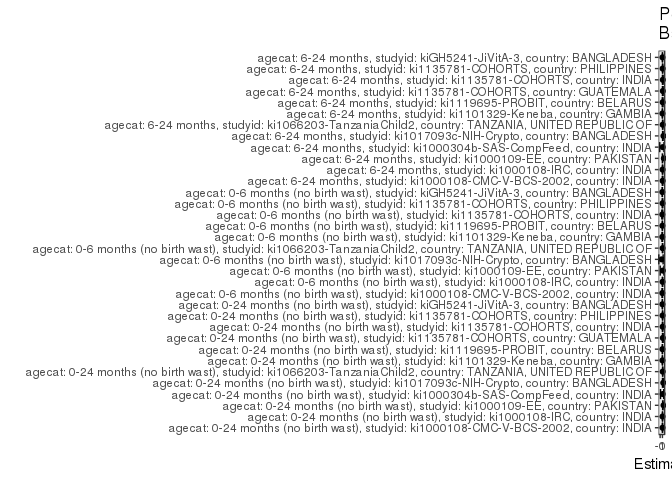 P
B
agecat: 6-24 months, studyid: kiGH5241-JiVitA-3, country: BANGLADESH
agecat: 6-24 months, studyid: ki1135781-COHORTS, country: PHILIPPINES
agecat: 6-24 months, studyid: ki1135781-COHORTS, country: INDIA
agecat: 6-24 months, studyid: ki1135781-COHORTS, country: GUATEMALA
agecat: 6-24 months, studyid: ki1119695-PROBIT, country: BELARUS
agecat: 6-24 months, studyid: ki1101329-Keneba, country: GAMBIA
agecat: 6-24 months, studyid: ki1066203-TanzaniaChild2, country: TANZANIA, UNITED REPUBLIC OF
agecat: 6-24 months, studyid: ki1017093c-NIH-Crypto, country: BANGLADESH
agecat: 6-24 months, studyid: ki1000304b-SAS-CompFeed, country: INDIA
agecat: 6-24 months, studyid: ki1000109-EE, country: PAKISTAN
agecat: 6-24 months, studyid: ki1000108-IRC, country: INDIA
agecat: 6-24 months, studyid: ki1000108-CMC-V-BCS-2002, country: INDIA
agecat: 0-6 months (no birth wast), studyid: kiGH5241-JiVitA-3, country: BANGLADESH
agecat: 0-6 months (no birth wast), studyid: ki1135781-COHORTS, country: PHILIPPINES
agecat: 0-6 months (no birth wast), studyid: ki1135781-COHORTS, country: INDIA
agecat: 0-6 months (no birth wast), studyid: ki1119695-PROBIT, country: BELARUS
agecat: 0-6 months (no birth wast), studyid: ki1101329-Keneba, country: GAMBIA
agecat: 0-6 months (no birth wast), studyid: ki1066203-TanzaniaChild2, country: TANZANIA, UNITED REPUBLIC OF
agecat: 0-6 months (no birth wast), studyid: ki1017093c-NIH-Crypto, country: BANGLADESH
agecat: 0-6 months (no birth wast), studyid: ki1000109-EE, country: PAKISTAN
agecat: 0-6 months (no birth wast), studyid: ki1000108-IRC, country: INDIA
agecat: 0-6 months (no birth wast), studyid: ki1000108-CMC-V-BCS-2002, country: INDIA
agecat: 0-24 months (no birth wast), studyid: kiGH5241-JiVitA-3, country: BANGLADESH
agecat: 0-24 months (no birth wast), studyid: ki1135781-COHORTS, country: PHILIPPINES
agecat: 0-24 months (no birth wast), studyid: ki1135781-COHORTS, country: INDIA
agecat: 0-24 months (no birth wast), studyid: ki1135781-COHORTS, country: GUATEMALA
agecat: 0-24 months (no birth wast), studyid: ki1119695-PROBIT, country: BELARUS
agecat: 0-24 months (no birth wast), studyid: ki1101329-Keneba, country: GAMBIA
agecat: 0-24 months (no birth wast), studyid: ki1066203-TanzaniaChild2, country: TANZANIA, UNITED REPUBLIC OF
agecat: 0-24 months (no birth wast), studyid: ki1017093c-NIH-Crypto, country: BANGLADESH
agecat: 0-24 months (no birth wast), studyid: ki1000304b-SAS-CompFeed, country: INDIA
agecat: 0-24 months (no birth wast), studyid: ki1000109-EE, country: PAKISTAN
agecat: 0-24 months (no birth wast), studyid: ki1000108-IRC, country: INDIA
agecat: 0-24 months (no birth wast), studyid: ki1000108-CMC-V-BCS-2002, country: INDIA
Estima